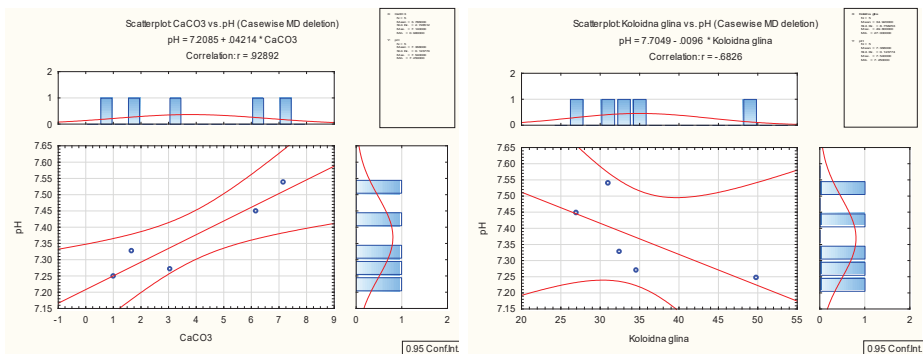 Scatterplot: CaCO3 vs. pH (Casewise MD deletion)
pH = 7.2085 + .04214 * CaCO3
Correlation: r = .92892
2
1
0
7.65
7.60
7.55
7.50
7.45
7.40
7.35
7.30
7.25
7.20
7.15
-1 0 1 2 3 4 5 6 7 8 9
0 1 2
pH
CaCO3
0.95 Conf.Int.
Scatterplot: Koloidna glina vs. pH (Casewise MD deletion)
pH = 7.7049 - .0096 * Koloidna glina
Correlation: r = -.6826
2
1
0
7.65
7.60
7.55
7.50
7.45
7.40
7.35
7.30
7.25
7.20
7.15
20 25 30 35 40 45 50 55
0 1 2
pH
Koloidna glina
0.95 Conf.Int.